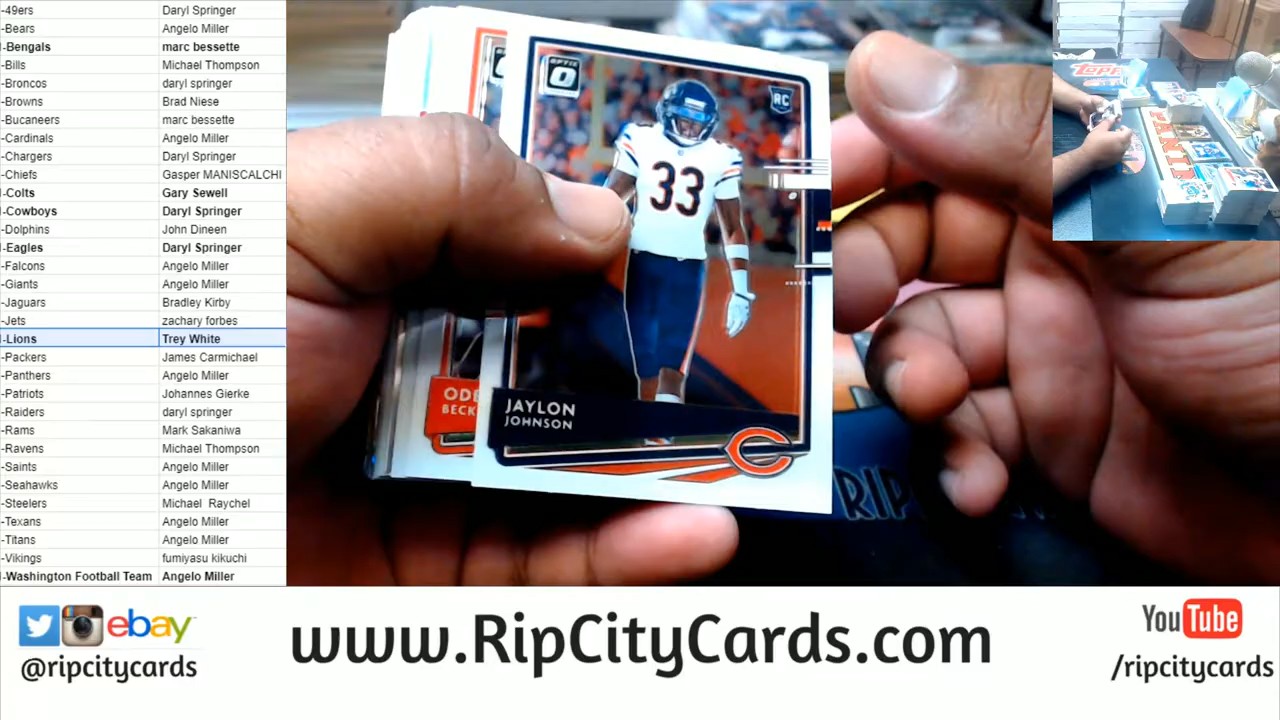 -49ers Daryl Springer
-Bears Angelo Miller
-Bengals marc bessette
-Bills Michael Thompson
-Broncos daryl springer
-Browns Brad Niese
-Bucaneers marc bessette
-Cardinals Angelo Miller
-Chargers Daryl Springer
-Chiefs Gasper MANISCALCHI
-Colts Gary Sewell
-Cowboys Daryl Springer
-Dolphins John Dineen
-Eagles Daryl Springer
-Falcons Angelo Miller
-Giants Angelo Miller
-Jaguars Bradley Kirby
-Jets zachary forbes
-Lions Trey White
-Packers James Carmichael
-Panthers Angelo Miller
-Patriots Johannes Gierke
-Raiders daryl springer
-Rams Mark Sakaniwa
-Ravens Michael Thompson
-Saints Angelo Miller
-Seahawks Angelo Miller
-Steelers Michael Raychel
-Texans Angelo Miller
-Titans Angelo Miller
-Vikings fumiyasu kikuchi
-Washington Football Team Angelo Miller
OPTIC
RC
33
ODE
BECK
JAYLON
JOHNSON
RIP
TOPPS
PANINI
ebay
@ripcitycards
www.RipCityCards.com
YouTube
/ripcitycards